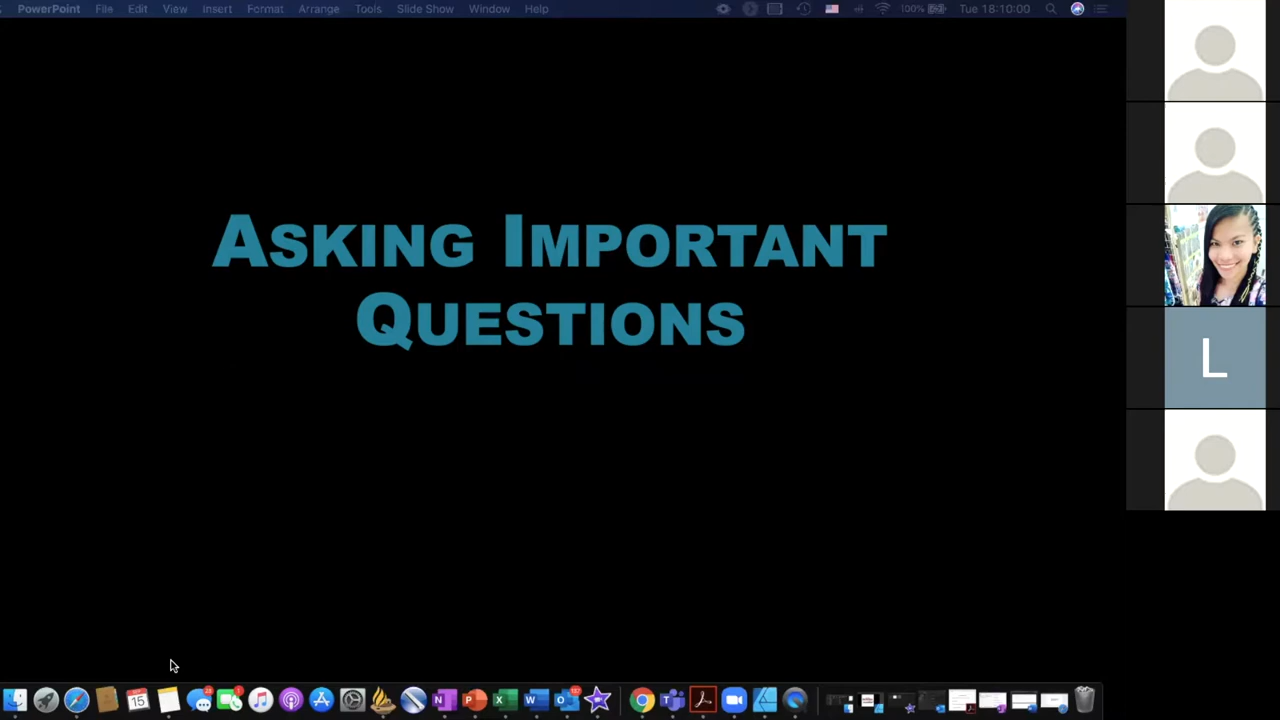 PowerPoint File Edit View Insert Format Arrange Tools Slide Show Window Help 100% Tue 18:10:00
ASKING IMPORTANT
QUESTIONS
L
15